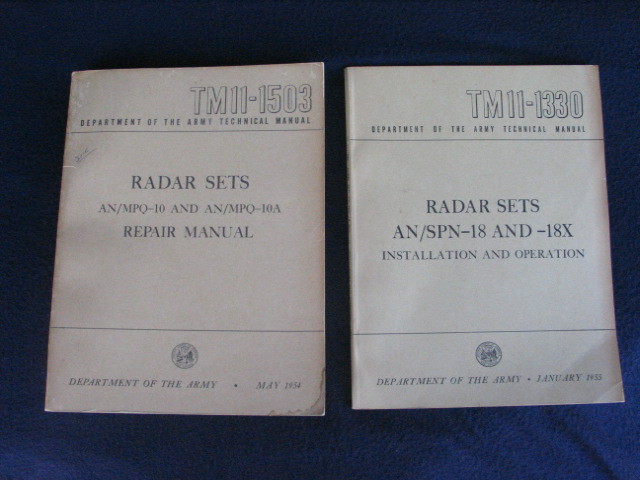 TM11-1503
DEPARTMENT OF THE ARMY TECHNICAL MANUAL
RADAR SETS
AN/MPQ-10 AND AN/MPQ-10A
REPAIR MANUAL
DEPARTMENT OF THE ARMY • MAY 1954
TM11-1330
DEPARTMENT OF THE ARMY TECHNICAL MANUAL
RADAR SETS
AN/SPN-18 AND -18X
INSTALLATION AND OPERATION
DEPARTMENT OF THE ARMY • JANUARY 1955